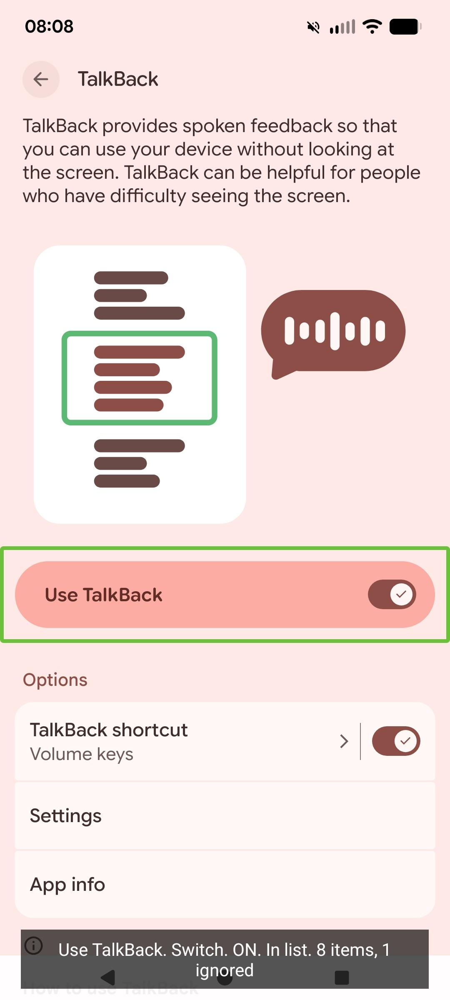 08:08
TalkBack
TalkBack provides spoken feedback so that
you can use your device without looking at
the screen. TalkBack can be helpful for people
who have difficulty seeing the screen.
Use TalkBack
Options
TalkBack shortcut
Volume keys
Settings
App info
Use TalkBack. Switch. ON. In list. 8 items, 1
ignored
How to use TalkBack